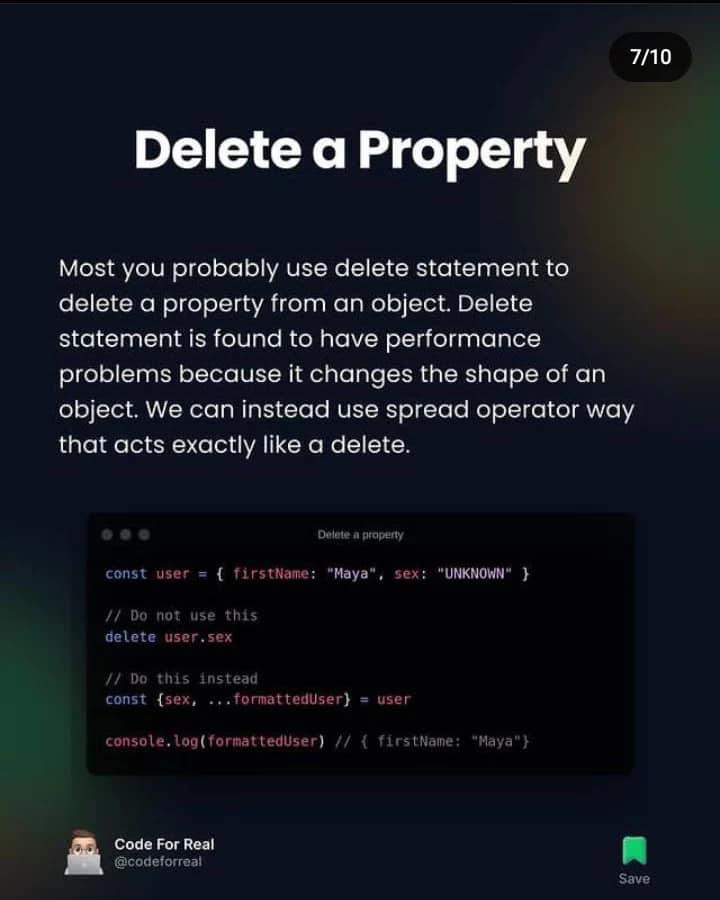 7/10
Delete a Property
Most you probably use delete statement to
delete a property from an object. Delete
statement is found to have performance
problems because it changes the shape of an
object. We can instead use spread operator way
that acts exactly like a delete.
Delete a property
const user = { firstName: "Maya", sex: "UNKNOWN" }
// Do not use this
delete user.sex
// Do this instead
const {sex, ...formattedUser} = user
console.log(formattedUser) // { firstName: "Maya"}
Code For Real
@codeforreal
Save